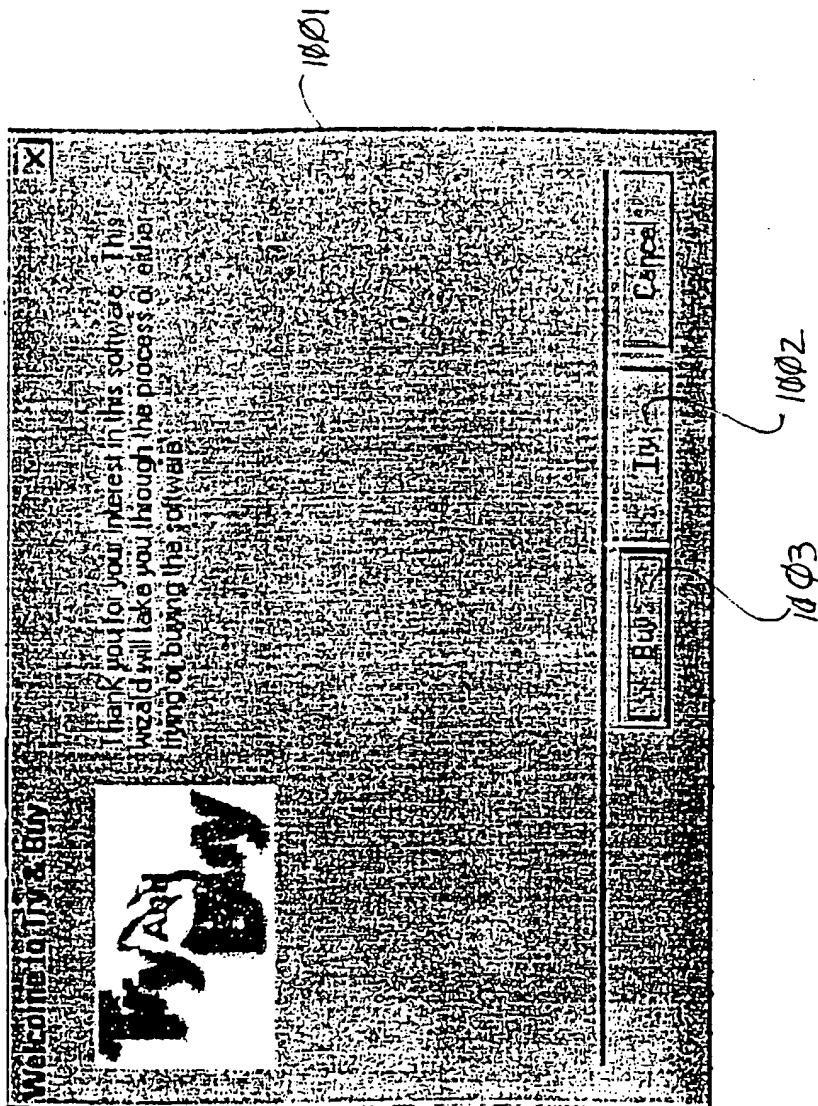 Welcome to Try & Buy
X
Try And Buy
Thank you for your interest in this software. This
wizard will take you through the process of either
trying or buying the software.
Buy
Try
Cancel
1001
1002
1003